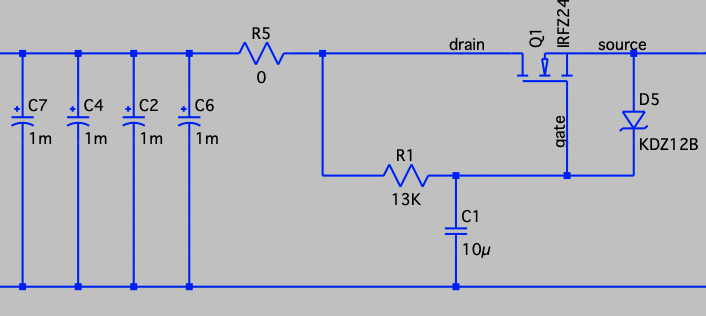 R5
0
drain
Q1
IRFZ24
source
C7
1m
C4
1m
C2
1m
C6
1m
D5
KDZ12B
gate
R1
13K
C1
10µ